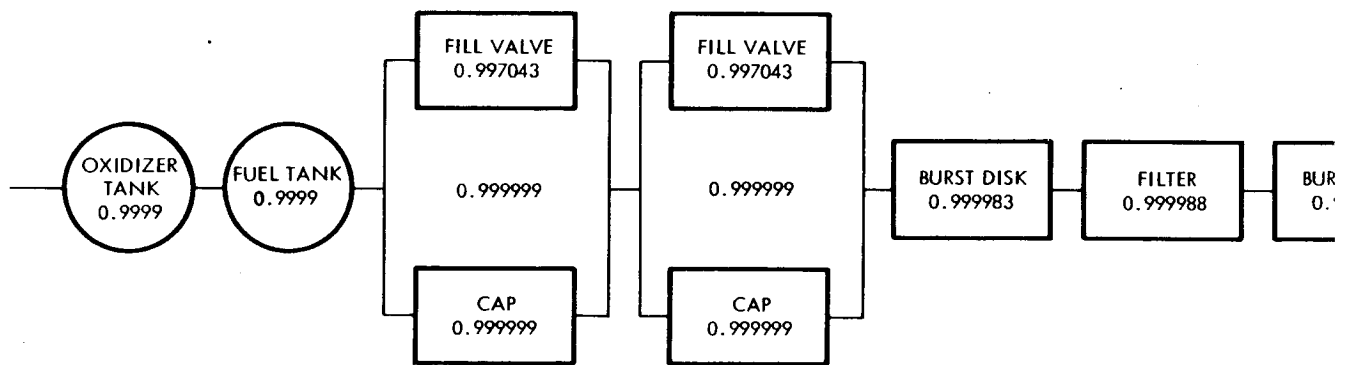 OXIDIZER
TANK
0.9999
FUEL TANK
0.9999
FILL VALVE
0.997043
0.999999
CAP
0.999999
FILL VALVE
0.997043
0.999999
CAP
0.999999
BURST DISK
0.999983
FILTER
0.999988